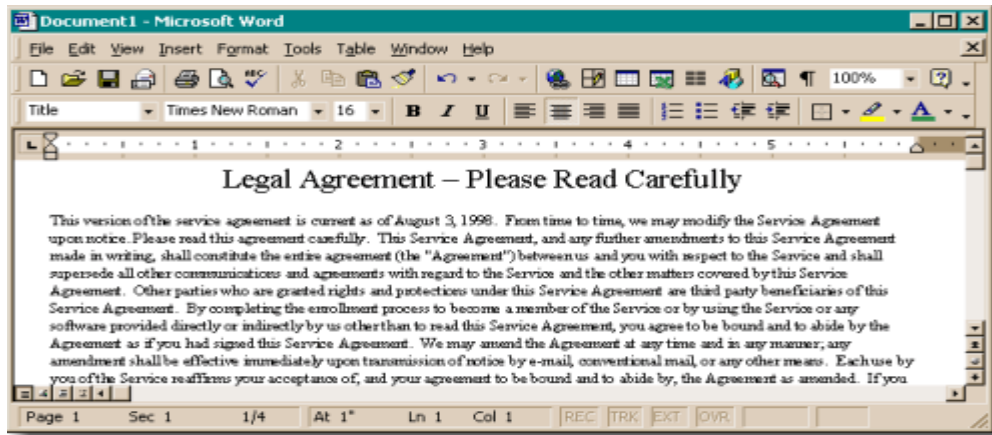 Document1 - Microsoft Word
File Edit View Insert Format Tools Table Window Help
ABC 100%
Title Times New Roman 16 B I U A
1 2 3 4 5
Legal Agreement – Please Read Carefully
This version of the service agreement is current as of August 3, 1998. From time to time, we may modify the Service Agreement
upon notice. Please read this agreement carefully. This Service Agreement, and any further amendments to this Service Agreement
made in writing, shall constitute the entire agreement (the "Agreement") between us and you with respect to the Service and shall
supersede all other communications and agreements with regard to the Service and the other matters covered by this Service
Agreement. Other parties who are granted rights and protections under this Service Agreement are third party beneficiaries of this
Service Agreement. By completing the enrollment process to become a member of the Service or by using the Service or any
software provided directly or indirectly by us other than to read this Service Agreement, you agree to be bound and to abide by the
Agreement as if you had signed this Service Agreement. We may amend the Agreement at any time and in any manner; any
amendment shall be effective immediately upon transmission of notice by e-mail, conventional mail, or any other means. Each use by
you of the Service reaffirms your acceptance of, and your agreement to be bound and to abide by, the Agreement as amended. If you
Page 1 Sec 1 1/4 At 1" Ln 1 Col 1 REC TRK EXT OVR